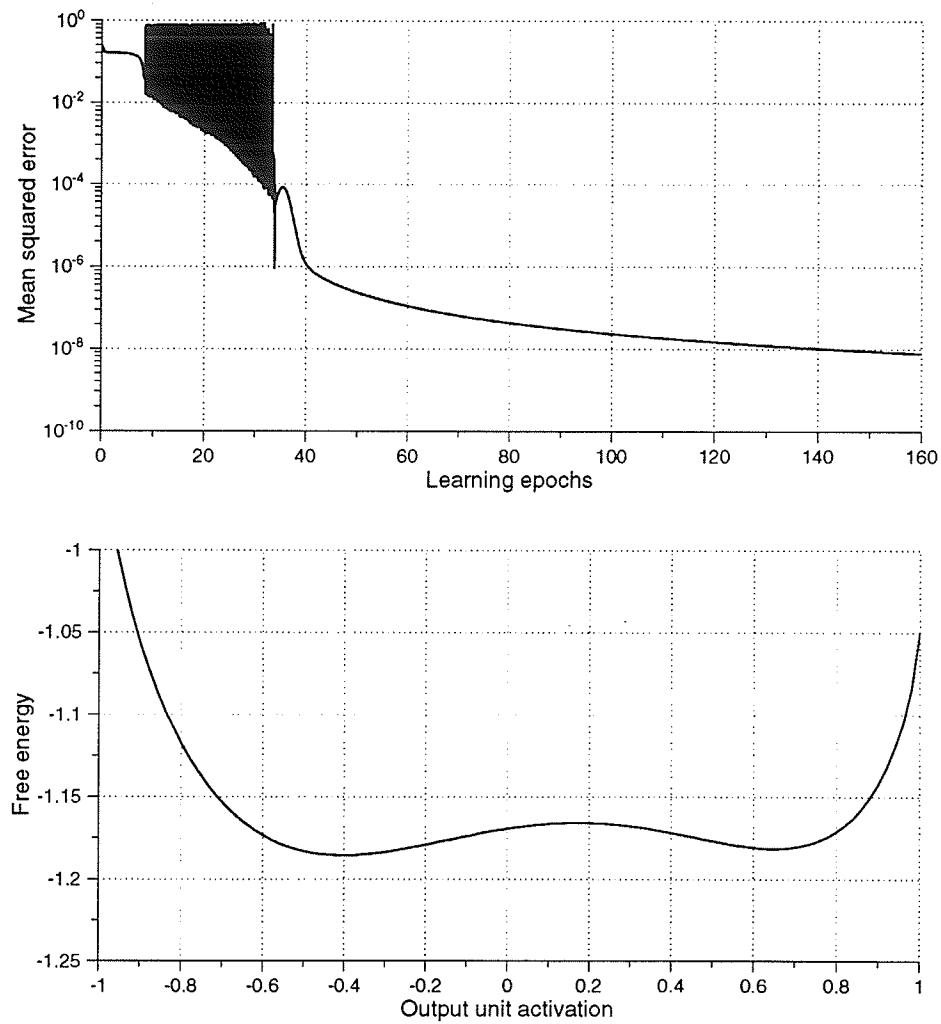 10⁰
10⁻²
10⁻⁴
10⁻⁶
10⁻⁸
10⁻¹⁰
Mean squared error
0 20 40 60 80 100 120 140 160
Learning epochs
-1
-1.05
-1.1
-1.15
-1.2
-1.25
Free energy
-1 -0.8 -0.6 -0.4 -0.2 0 0.2 0.4 0.6 0.8 1
Output unit activation